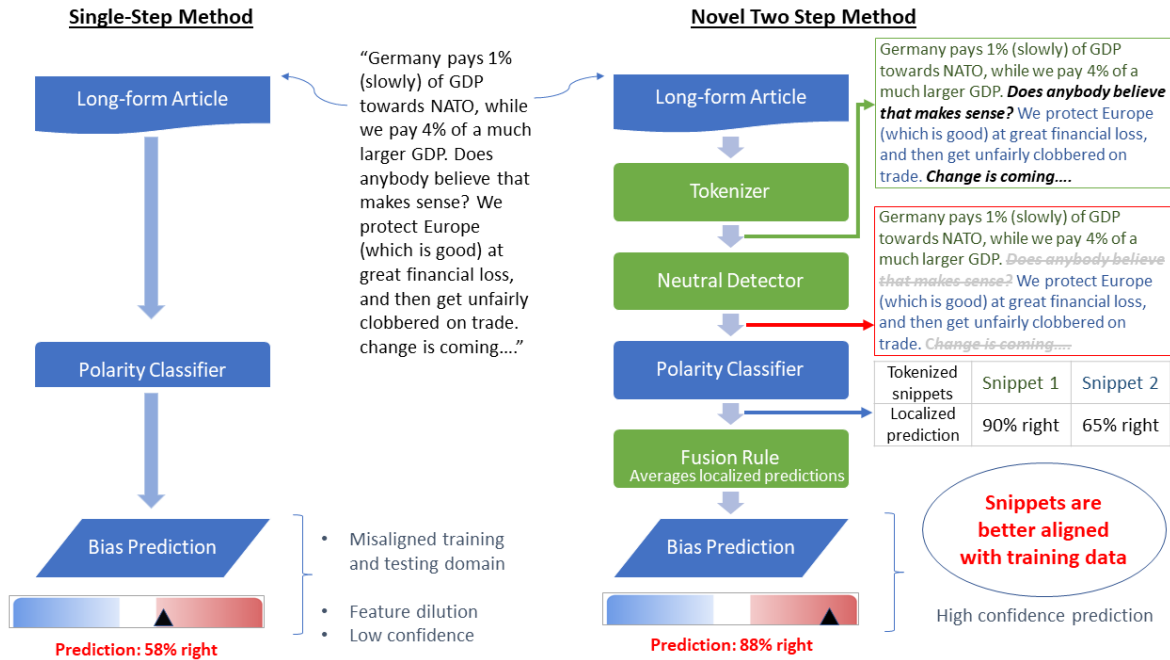 Single-Step Method
Long-form Article
Polarity Classifier
Bias Prediction
Prediction: 58% right
• Misaligned training
and testing domain
• Feature dilution
• Low confidence
“Germany pays 1%
(slowly) of GDP
towards NATO, while
we pay 4% of a much
larger GDP. Does
anybody believe that
makes sense? We
protect Europe
(which is good) at
great financial loss,
and then get unfairly
clobbered on trade.
change is coming….”
Novel Two Step Method
Long-form Article
Tokenizer
Neutral Detector
Polarity Classifier
Fusion Rule
Averages localized predictions
Bias Prediction
Prediction: 88% right
Germany pays 1% (slowly) of GDP
towards NATO, while we pay 4% of a
much larger GDP. Does anybody believe
that makes sense? We protect Europe
(which is good) at great financial loss,
and then get unfairly clobbered on
trade. Change is coming….
Germany pays 1% (slowly) of GDP
towards NATO, while we pay 4% of a
much larger GDP. Does anybody believe
that makes sense? We protect Europe
(which is good) at great financial loss,
and then get unfairly clobbered on
trade. Change is coming….
Tokenized
snippets
Snippet 1
Snippet 2
Localized
prediction
90% right
65% right
Snippets are
better aligned
with training data
High confidence prediction